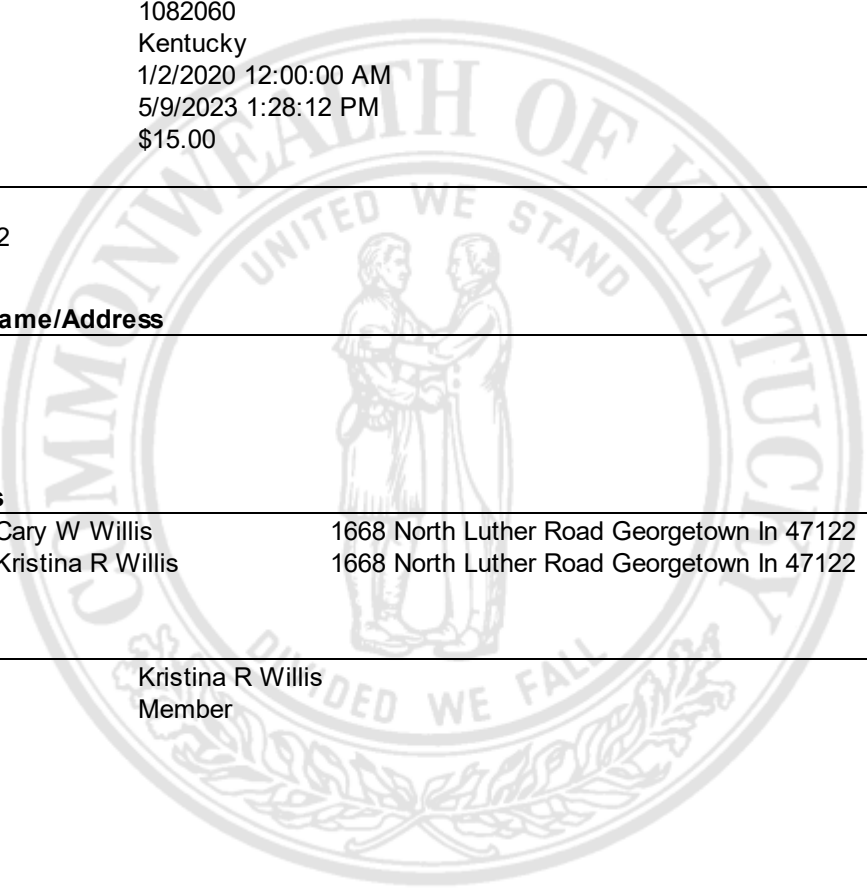 1082060
Kentucky
1/2/2020 12:00:00 AM
5/9/2023 1:28:12 PM
$15.00
2
ame/Address
s
Cary W Willis 1668 North Luther Road Georgetown In 47122
Kristina R Willis 1668 North Luther Road Georgetown In 47122
Kristina R Willis
Member
COMMONWEALTH OF KENTUCKY
UNITED WE STAND
DIVIDED WE FALL